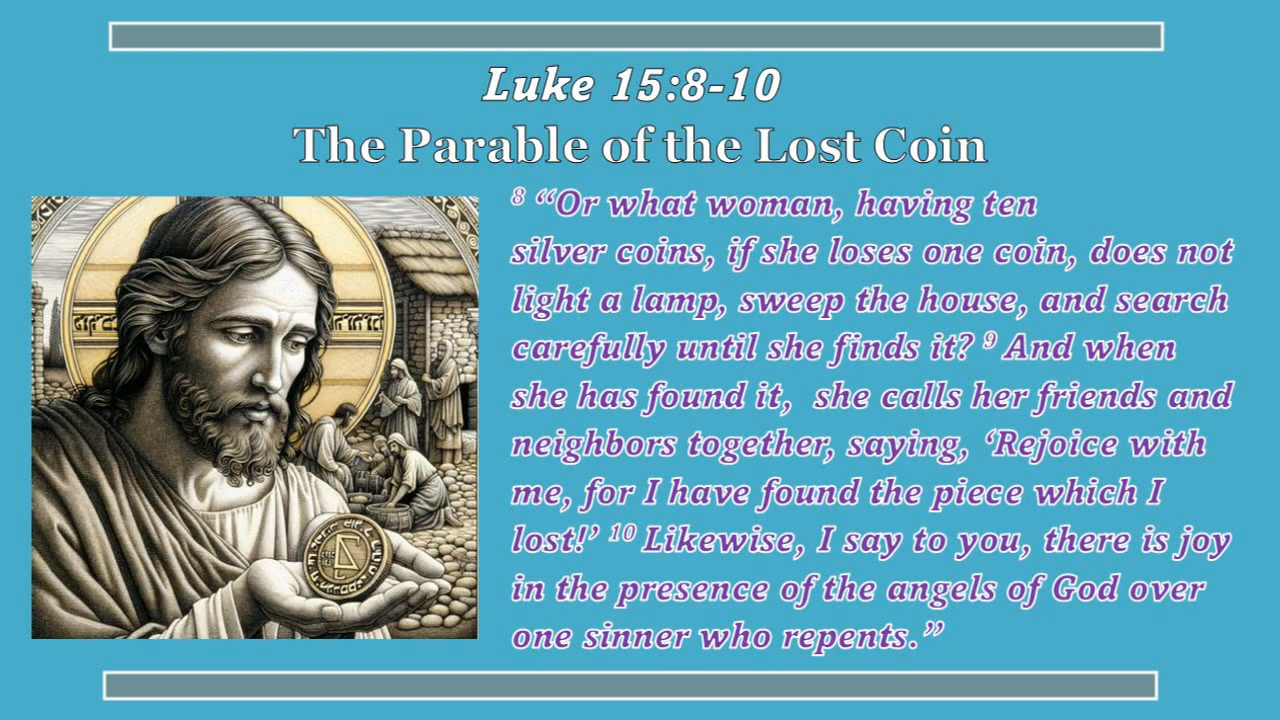 Luke 15:8-10
The Parable of the Lost Coin
⁸ “Or what woman, having ten
silver coins, if she loses one coin, does not
light a lamp, sweep the house, and search
carefully until she finds it? ⁹ And when
she has found it,  she calls her friends and
neighbors together, saying, ‘Rejoice with
me, for I have found the piece which I
lost!’ ¹⁰ Likewise, I say to you, there is joy
in the presence of the angels of God over
one sinner who repents.”